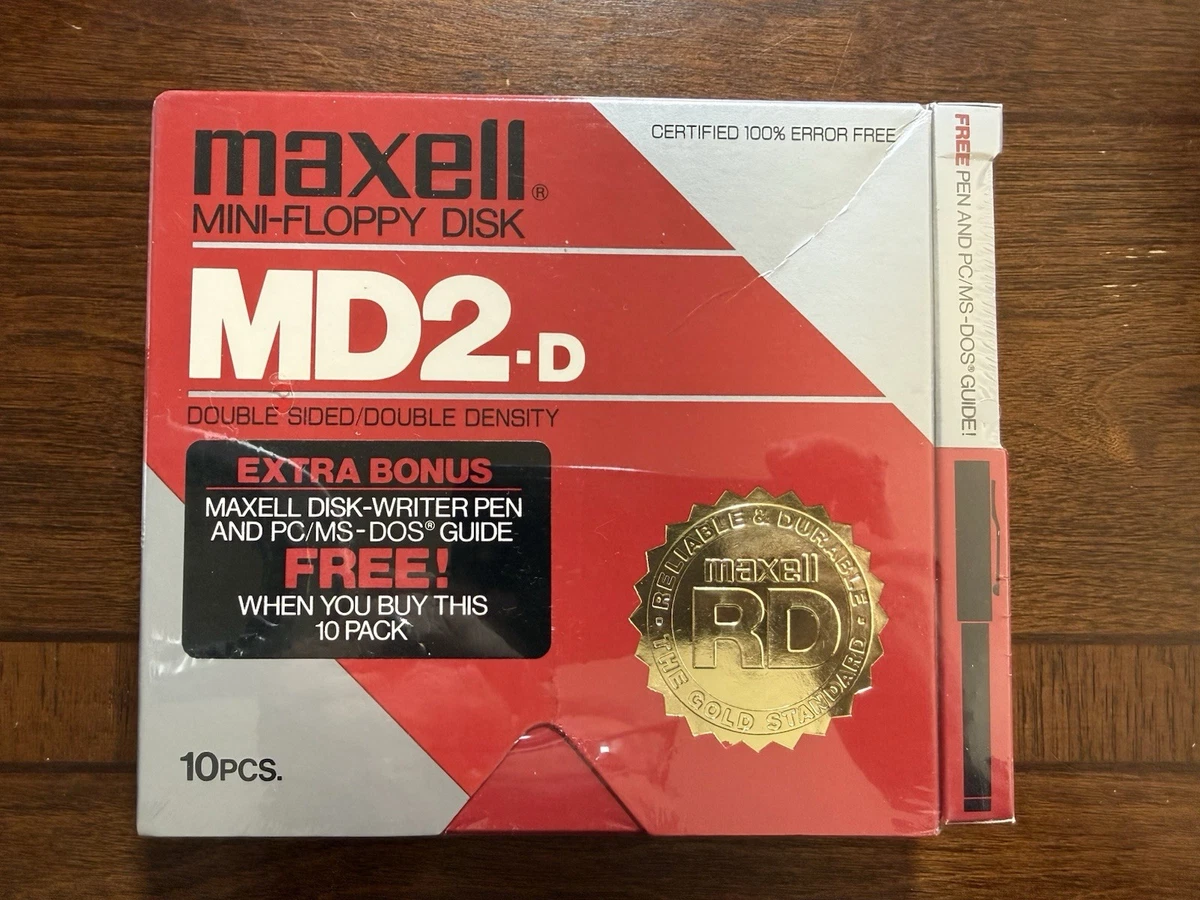 maxell®
MINI-FLOPPY DISK
CERTIFIED 100% ERROR FREE
MD2-D
DOUBLE SIDED/DOUBLE DENSITY
EXTRA BONUS
MAXELL DISK-WRITER PEN
AND PC/MS-DOS® GUIDE
FREE!
WHEN YOU BUY THIS
10 PACK
10PCS.
· RELIABLE & DURABLE ·
maxell
RD
THE GOLD STANDARD
FREE PEN AND PC/MS-DOS® GUIDE!